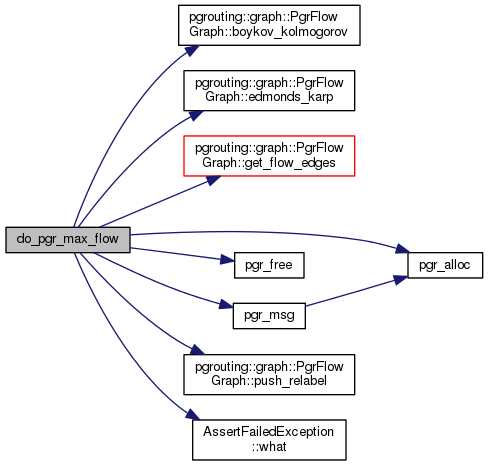 pgrouting::graph::PgrFlow
Graph::boykov_kolmogorov
pgrouting::graph::PgrFlow
Graph::edmonds_karp
pgrouting::graph::PgrFlow
Graph::get_flow_edges
do_pgr_max_flow
pgr_free
pgr_alloc
pgr_msg
pgrouting::graph::PgrFlow
Graph::push_relabel
AssertFailedException
::what